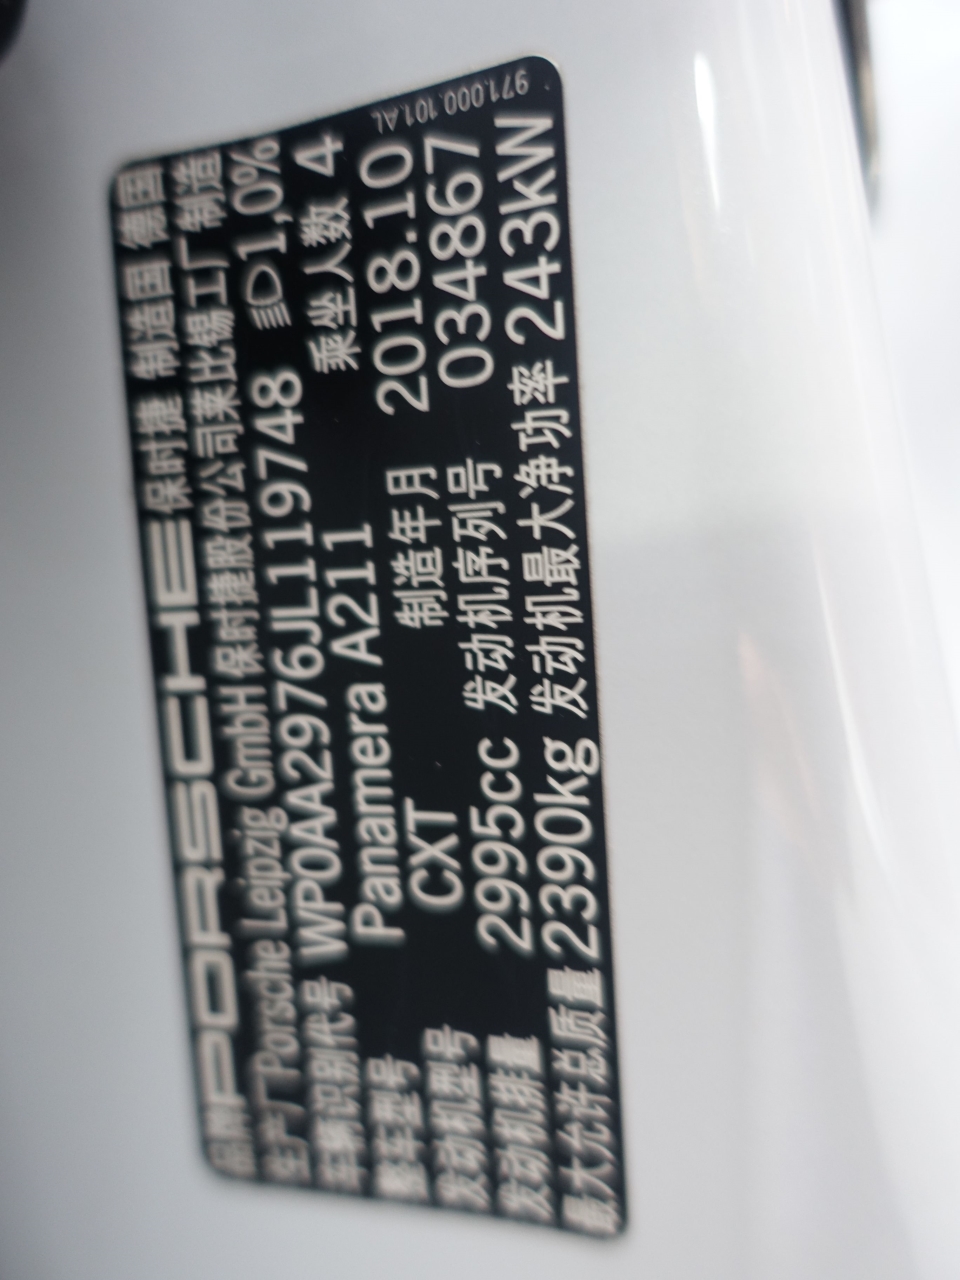 品牌 PORSCHE 保时捷 制造国 德国
生产厂 Porsche Leipzig GmbH 保时捷股份公司莱比锡工厂制造
车辆识别代号 WP0AA2976JL119748 1,0%
整车型号 Panamera A211 乘坐人数 4
发动机型号 CXT 制造年月 2018.10
发动机排量 2995cc 发动机序列号 034867
最大允许总质量 2390kg 发动机最大净功率 243kW
971.000.101.AL